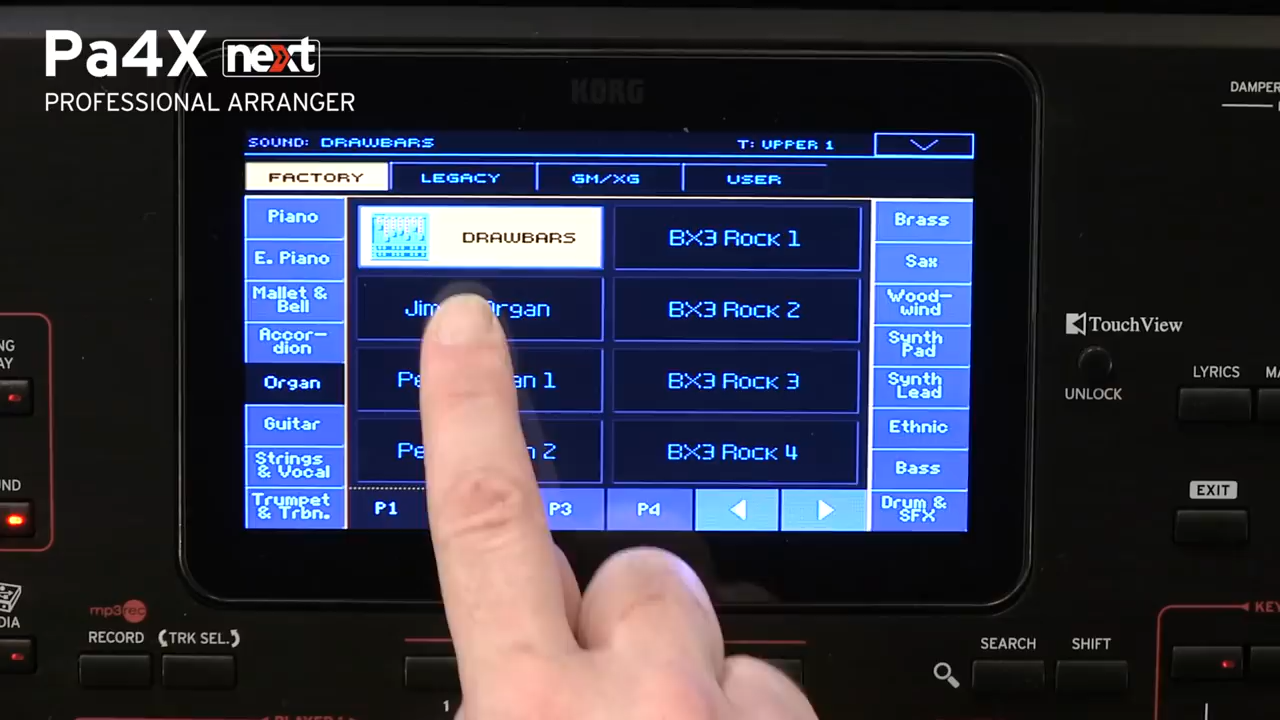 Pa4X next
PROFESSIONAL ARRANGER
KORG
DAMPER
SOUND: DRAWBARS
T: UPPER 1
FACTORY
LEGACY
GM/XG
USER
Piano
E. Piano
Mallet &
Bell
Accor-
dion
Organ
Guitar
Strings
& Vocal
Trumpet
& Trbn.
DRAWBARS
BX3 Rock 1
BX3 Rock 2
BX3 Rock 3
1
BX3 Rock 4
2
P1
P3
P4
Brass
Sax
Wood-
wind
Synth
Pad
Synth
Lead
Ethnic
Bass
Drum &
SFX
TouchView
UNLOCK
LYRICS
EXIT
mp3rec
RECORD
TRK SEL.
SEARCH
SHIFT
1